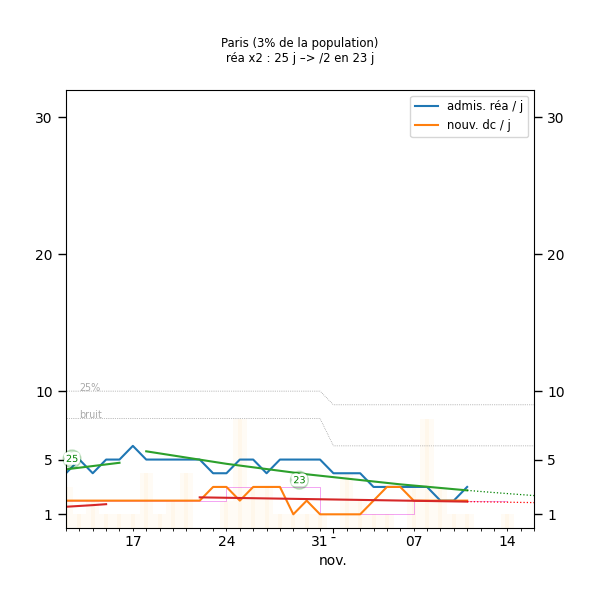 Paris (3% de la population)
réa x2 : 25 j –> /2 en 23 j
admis. réa / j
nouv. dc / j
30 30
20 20
10 10
25%
bruit
5 25 5
23
1 1
17 24 31 07 14
nov.